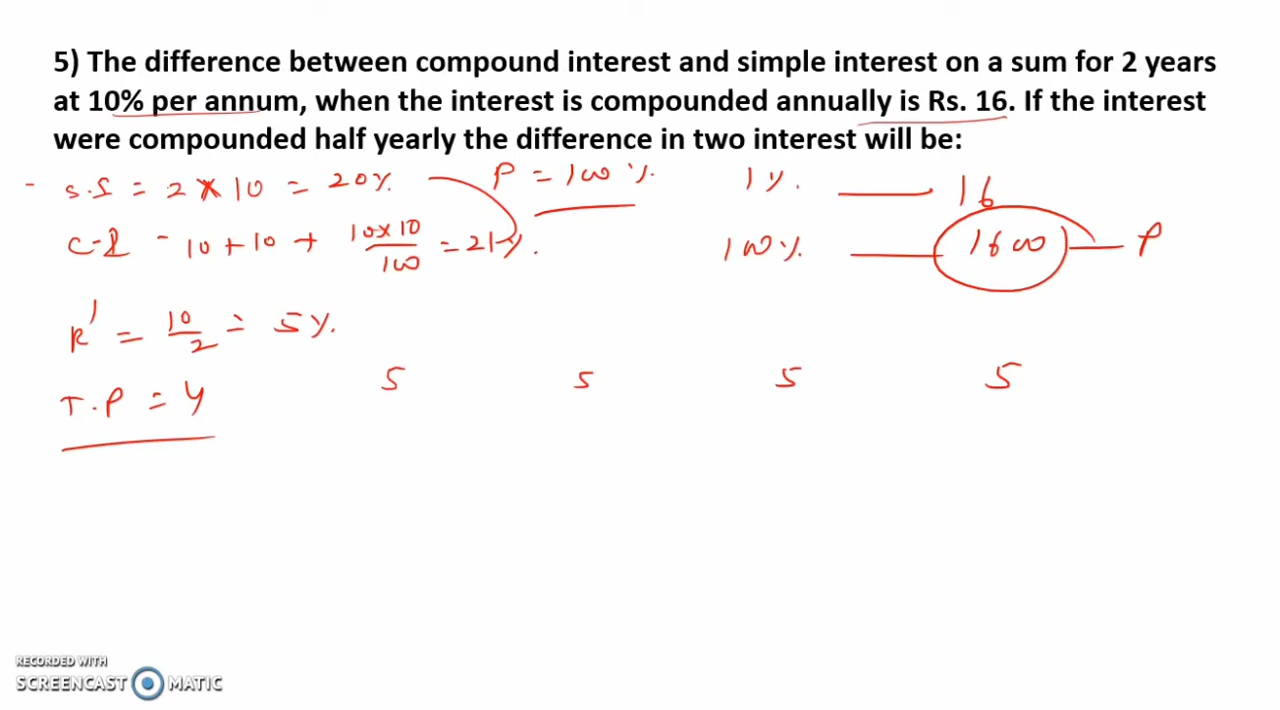 5) The difference between compound interest and simple interest on a sum for 2 years
at 10% per annum, when the interest is compounded annually is Rs. 16. If the interest
were compounded half yearly the difference in two interest will be:
- S.I = 2 x 10 = 20% P = 100 % 1% 16
C-I - 10 + 10 + 10x10/100 = 21%. 100% 1600 P
R' = 10/2 = 5%.
T.P = 4 5 5 5 5
RECORDED WITH
SCREENCAST MATIC